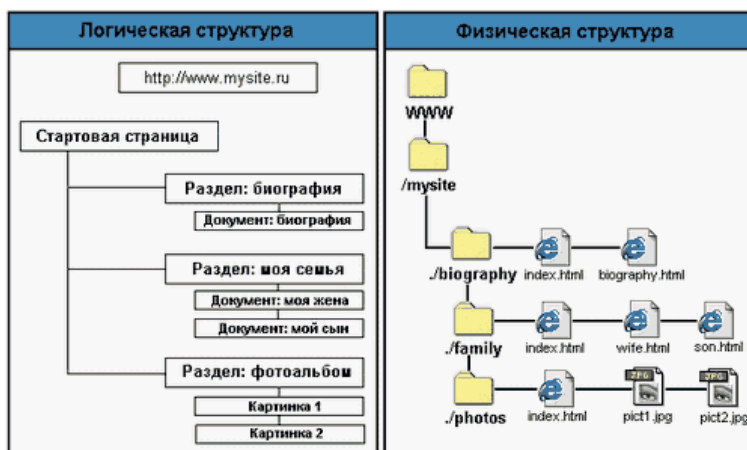 Логическая структура
http://www.mysite.ru
Стартовая страница
Раздел: биография
Документ: биография
Раздел: моя семья
Документ: моя жена
Документ: мой сын
Раздел: фотоальбом
Картинка 1
Картинка 2
Физическая структура
WWW
/mysite
./biography
index.html
biography.html
./family
index.html
wife.html
son.html
./photos
index.html
JPG
pict1.jpg
JPG
pict2.jpg